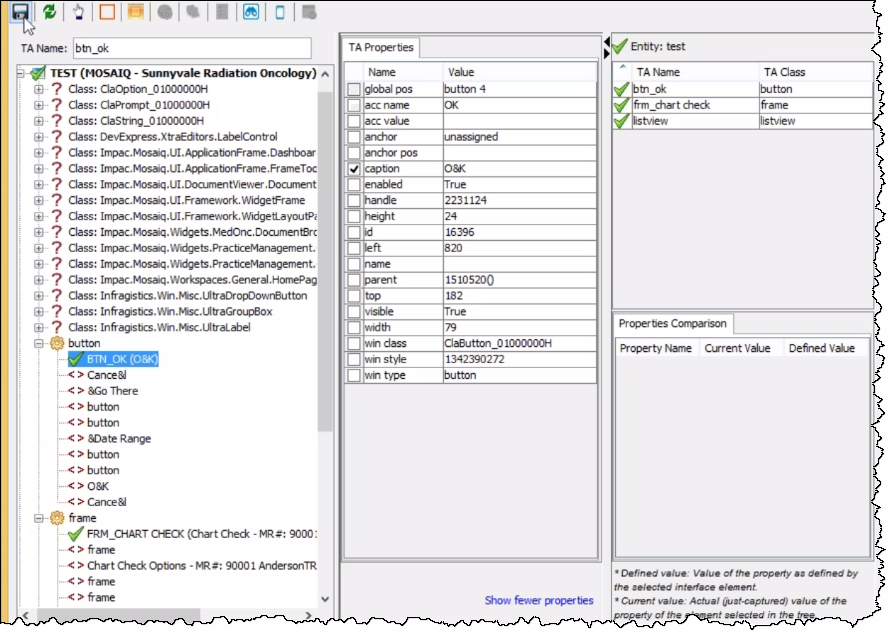 TA Name: btn_ok
TEST (MOSAIQ - Sunnyvale Radiation Oncology)
Class: ClaOption_01000000H
Class: ClaPrompt_01000000H
Class: ClaString_01000000H
Class: DevExpress.XtraEditors.LabelControl
Class: Impac.Mosaiq.UI.ApplicationFrame.Dashboar
Class: Impac.Mosaiq.UI.ApplicationFrame.FrameToo
Class: Impac.Mosaiq.UI.DocumentViewer.Document
Class: Impac.Mosaiq.UI.Framework.WidgetFrame
Class: Impac.Mosaiq.UI.Framework.WidgetLayoutPa
Class: Impac.Mosaiq.Widgets.MedOnc.DocumentBro
Class: Impac.Mosaiq.Widgets.PracticeManagement.
Class: Impac.Mosaiq.Widgets.PracticeManagement.
Class: Impac.Mosaiq.Workspaces.General.HomePag
Class: Infragistics.Win.Misc.UltraDropDownButton
Class: Infragistics.Win.Misc.UltraGroupBox
Class: Infragistics.Win.Misc.UltraLabel
button
BTN_OK (O&K)
Cance&l
&Go There
button
button
&Date Range
button
button
O&K
Cance&l
frame
FRM_CHART CHECK (Chart Check - MR#: 9000
frame
Chart Check Options - MR#: 90001 AndersonTR
frame
frame
TA Properties
Name Value
global pos button 4
acc name OK
acc value
anchor unassigned
anchor pos
caption O&K
enabled True
handle 2231124
height 24
id 16396
left 820
name
parent 1510520()
top 182
visible True
width 79
win class ClaButton_01000000H
win style 1342390272
win type button
Show fewer properties
Entity: test
TA Name TA Class
btn_ok button
frm_chart check frame
listview listview
Properties Comparison
Property Name Current Value Defined Value
* Defined value: Value of the property as defined by
the selected interface element.
* Current value: Actual (just-captured) value of the
property of the element selected in the tree.